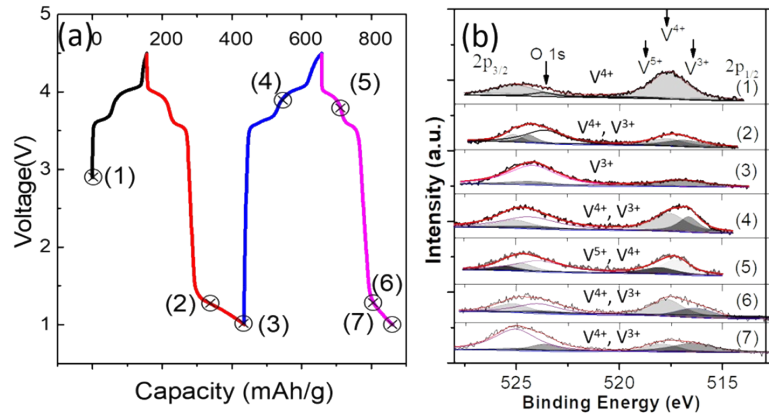 (a)
0 200 400 600 800
5
4
3
2
1
Voltage(V)
Capacity (mAh/g)
(1)
(2)
(3)
(4)
(5)
(6)
(7)
(b)
V4+
V5+
V3+
O 1s
2p3/2
2p1/2
V4+
(1)
V4+, V3+
(2)
V3+
(3)
V4+, V3+
(4)
V5+, V4+
(5)
V4+, V3+
(6)
V4+, V3+
(7)
Intensity (a.u.)
525 520 515
Binding Energy (eV)